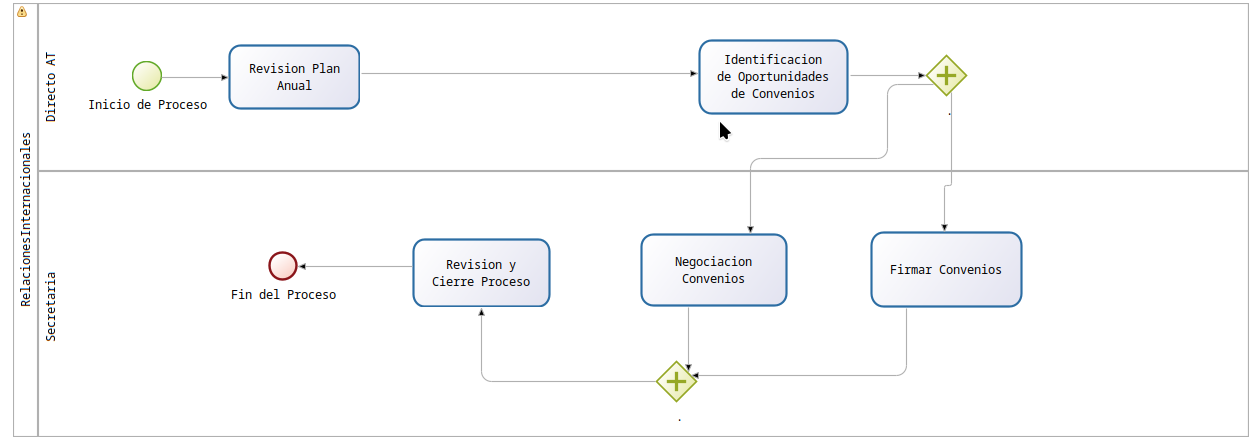 RelacionesInternacionales
Directo AT
Inicio de Proceso
Revision Plan
Anual
Identificacion
de Oportunidades
de Convenios
.
Secretaria
Fin del Proceso
Revision y
Cierre Proceso
Negociacion
Convenios
Firmar Convenios
.